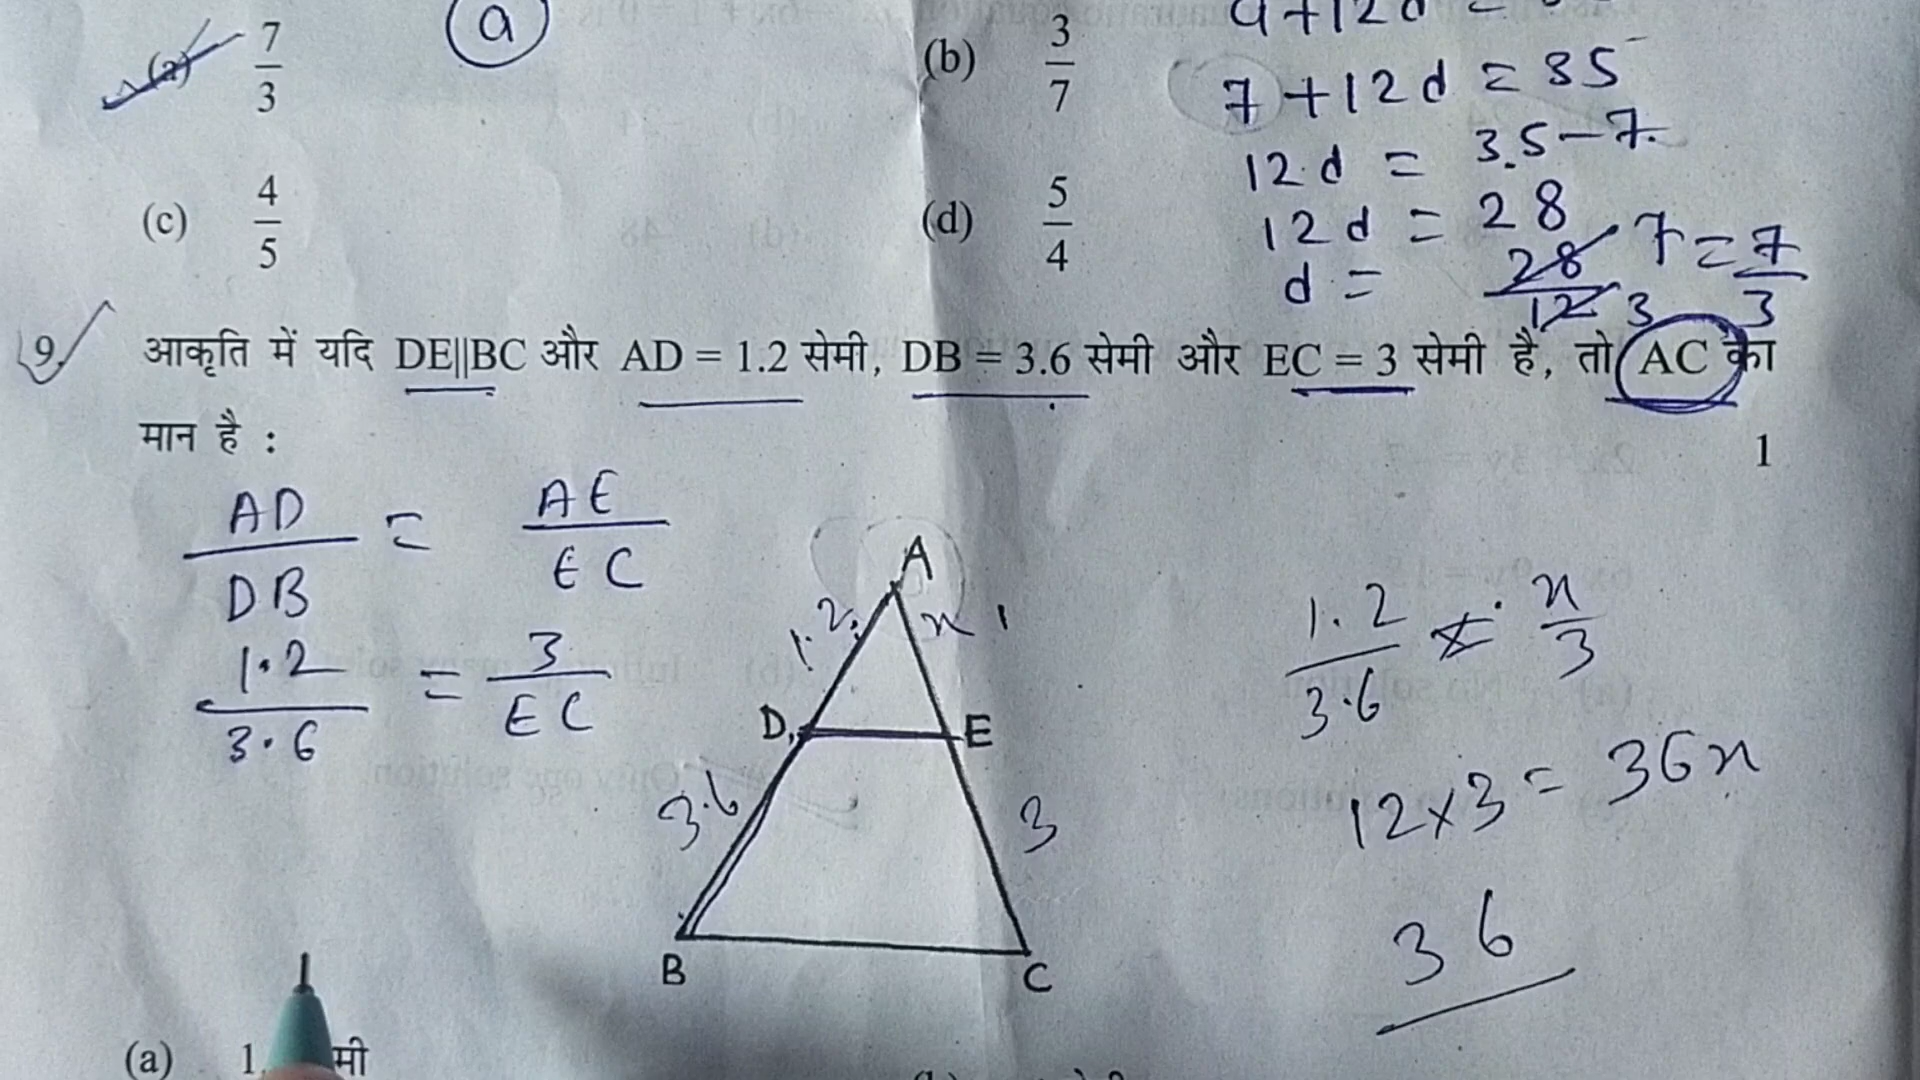 (a) 7/3
a
(b) 3/7
7 + 12d = 35
12d = 35 - 7
(c) 4/5
(d) 5/4
12d = 28
d = 28/12 7 3 = 7/3
9. आकृति में यदि DE||BC और AD = 1.2 सेमी, DB = 3.6 सेमी और EC = 3 सेमी है, तो AC का
मान है :
1
AD/DB = AE/EC
1.2/3.6 = 3/EC
A
1.2
x 1
D
E
3.6
3
B
C
1.2/3.6 = x/3
12×3 = 36x
36
(a)